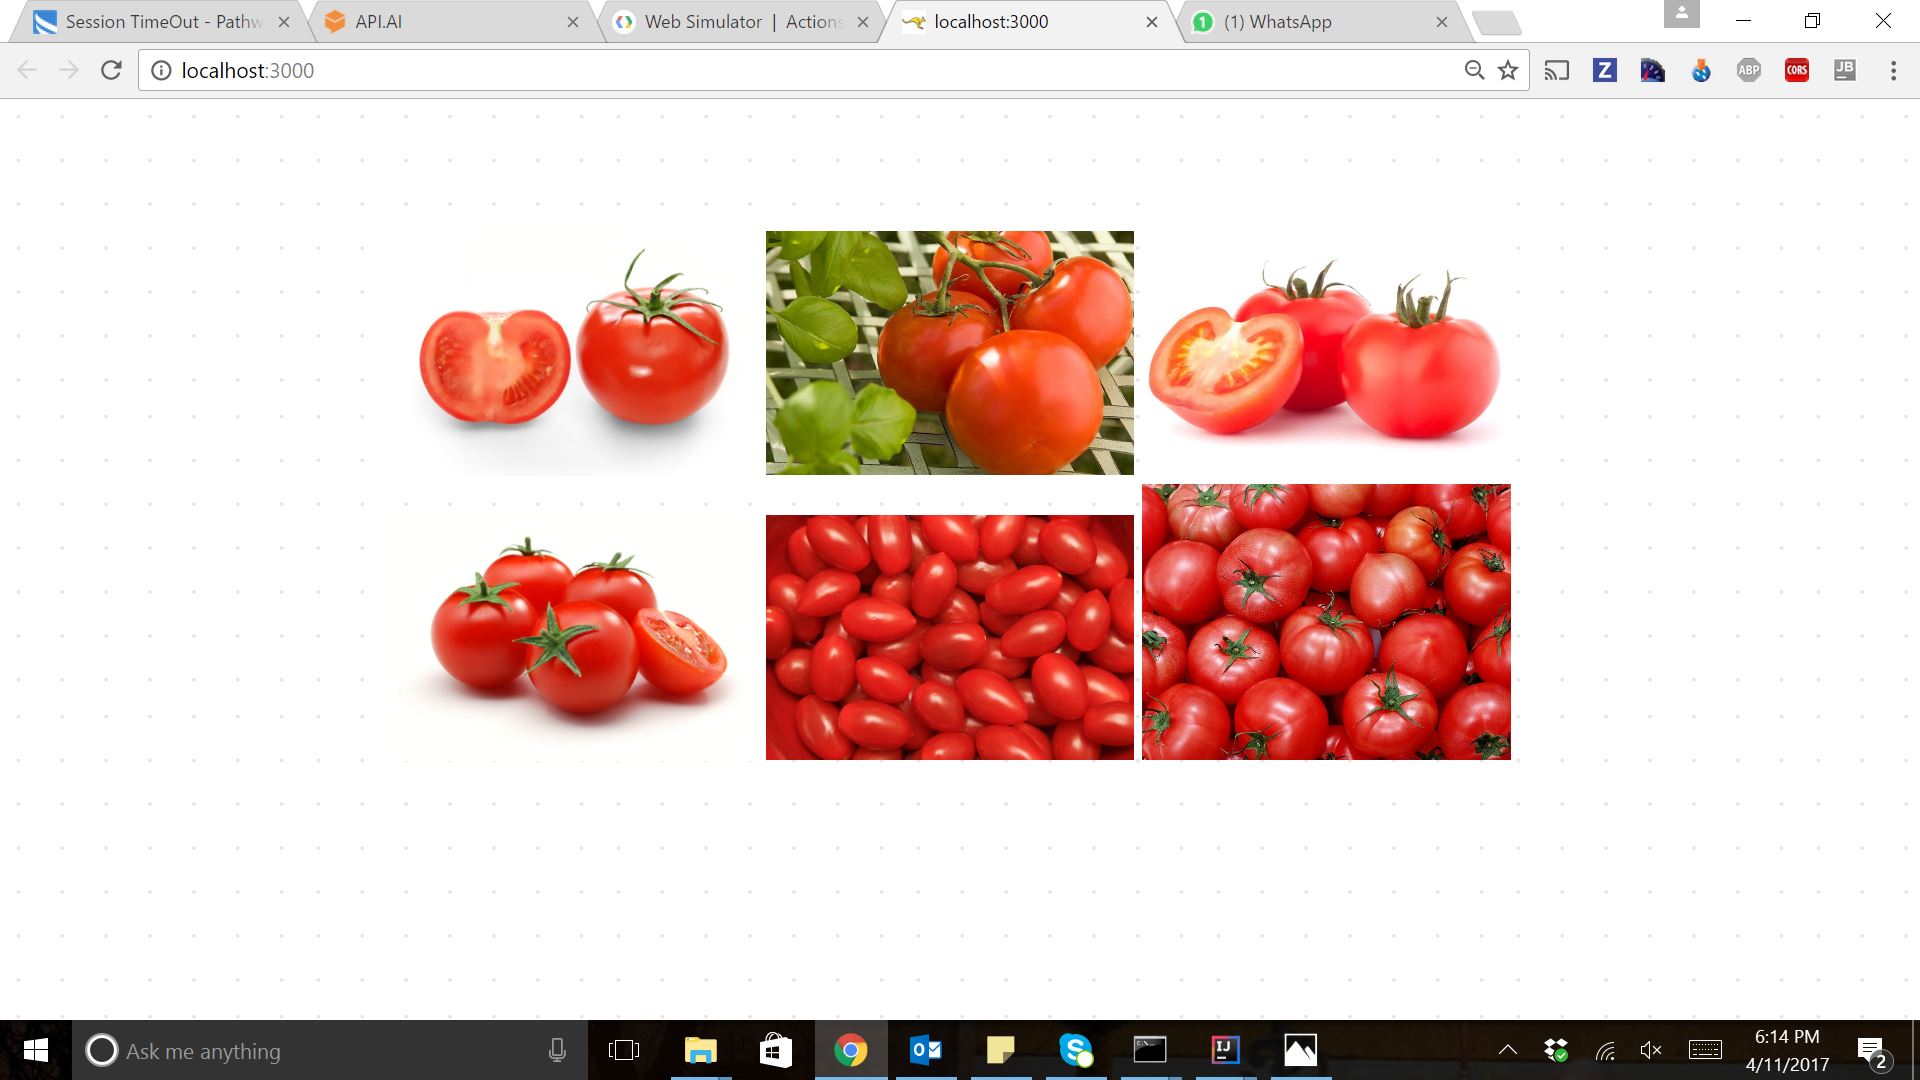 Session TimeOut - Pathw
API.AI
Web Simulator | Actions
localhost:3000
1
(1) WhatsApp
localhost:3000
Z
ABP
CORS
JB
Ask me anything
6:14 PM
4/11/2017
2